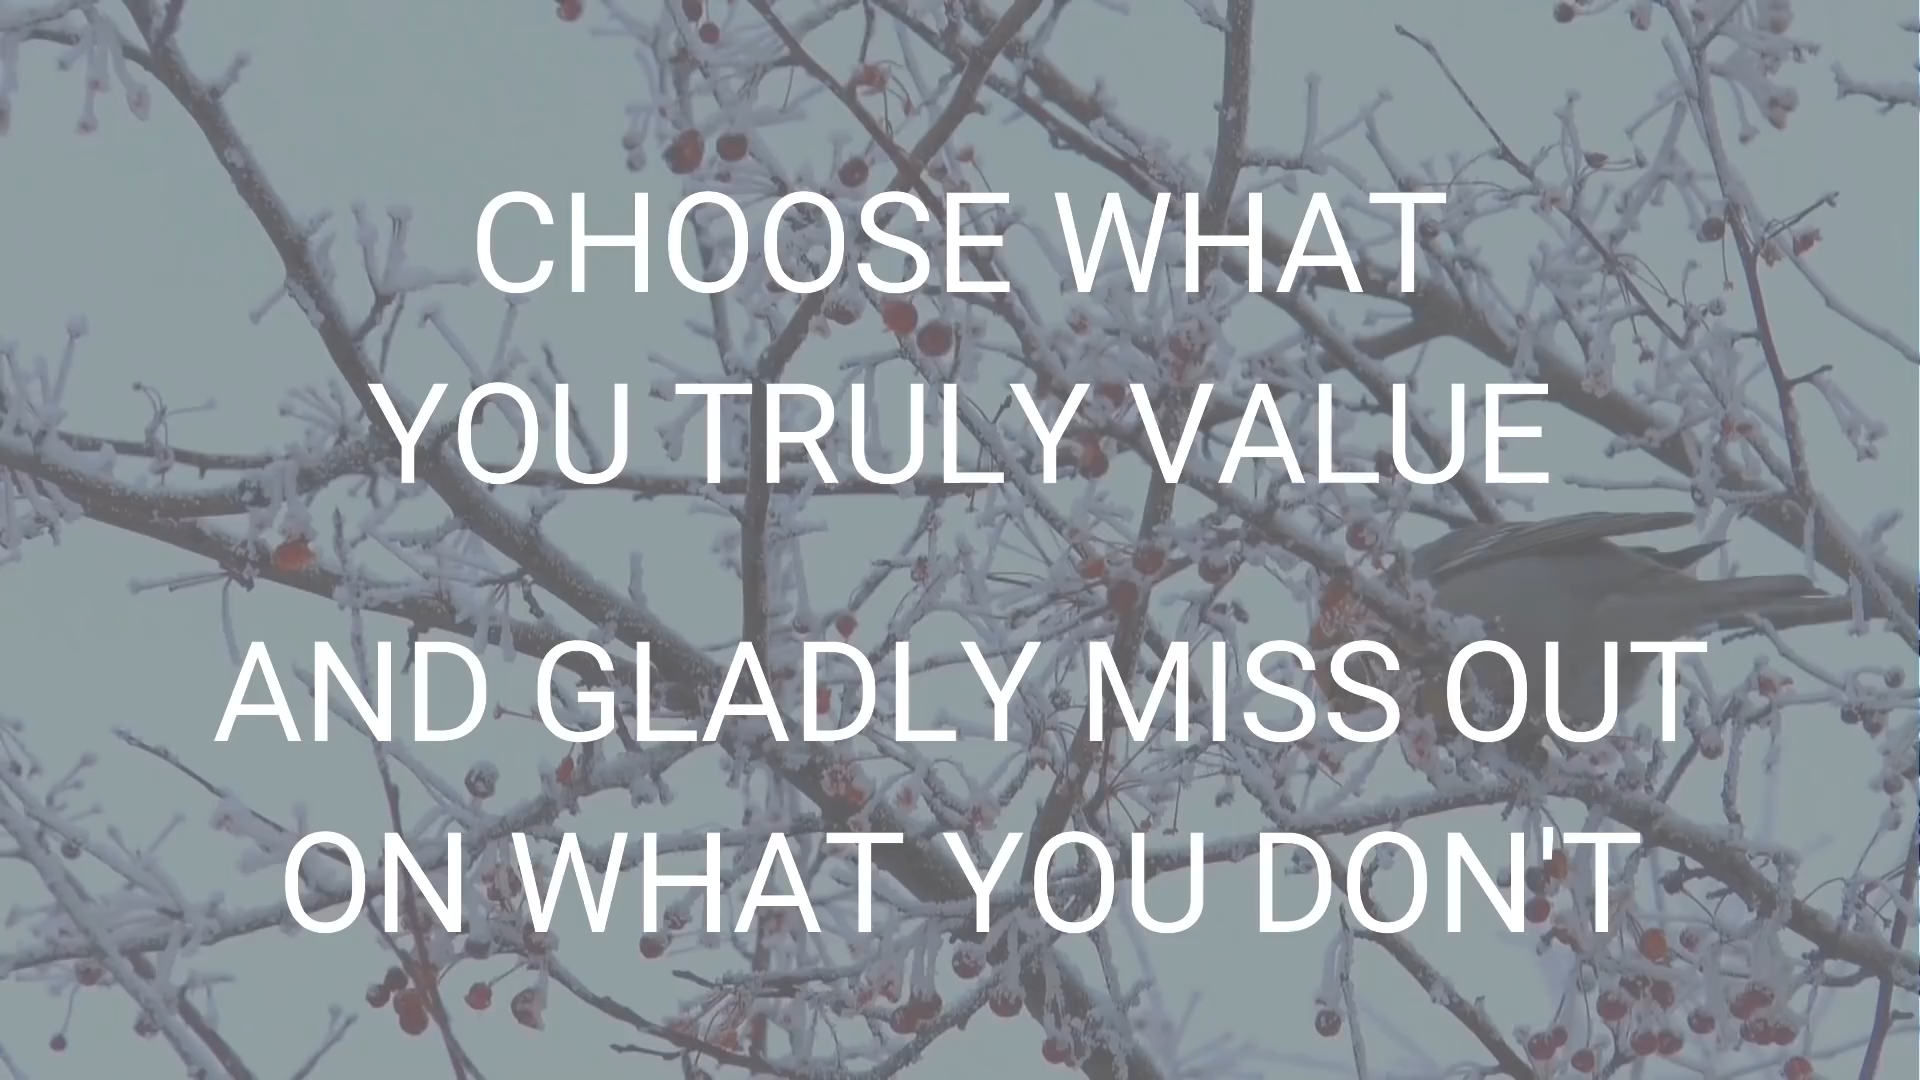 CHOOSE WHAT
YOU TRULY VALUE
AND GLADLY MISS OUT
ON WHAT YOU DON'T